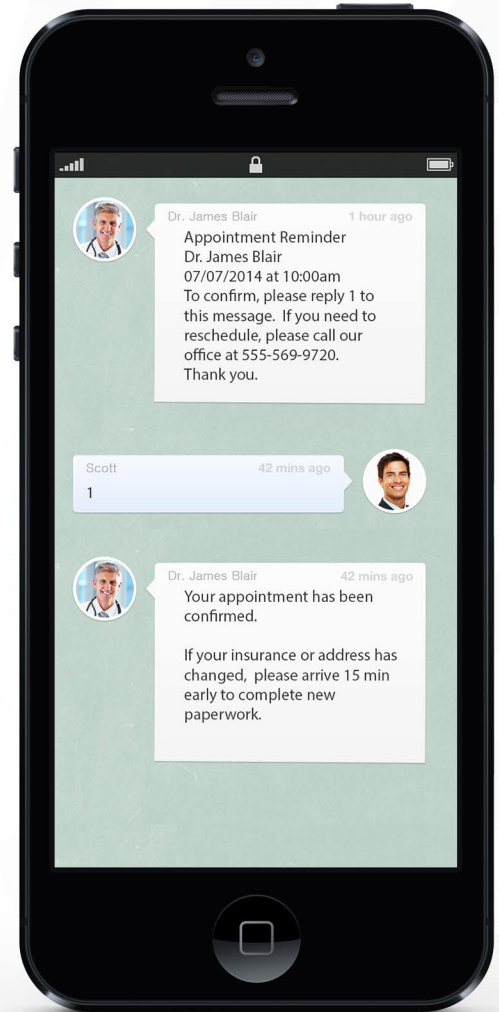 Dr. James Blair 1 hour ago
Appointment Reminder
Dr. James Blair
07/07/2014 at 10:00am
To confirm, please reply 1 to
this message.  If you need to
reschedule, please call our
office at 555-569-9720.
Thank you.
Scott 42 mins ago
1
Dr. James Blair 42 mins ago
Your appointment has been
confirmed.
If your insurance or address has
changed,  please arrive 15 min
early to complete new
paperwork.